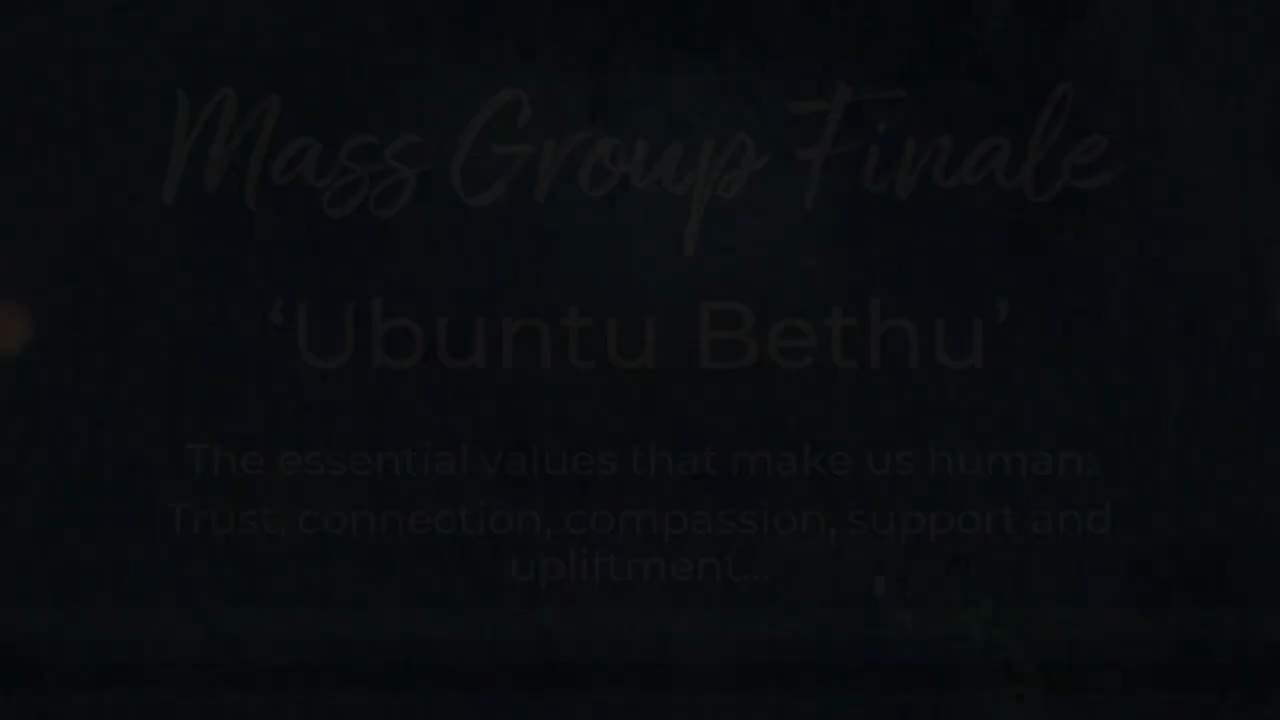 Mass Group Finale
‘Ubuntu Bethu’
The essential values that make us human:
Trust, connection, compassion, support and
upliftment...